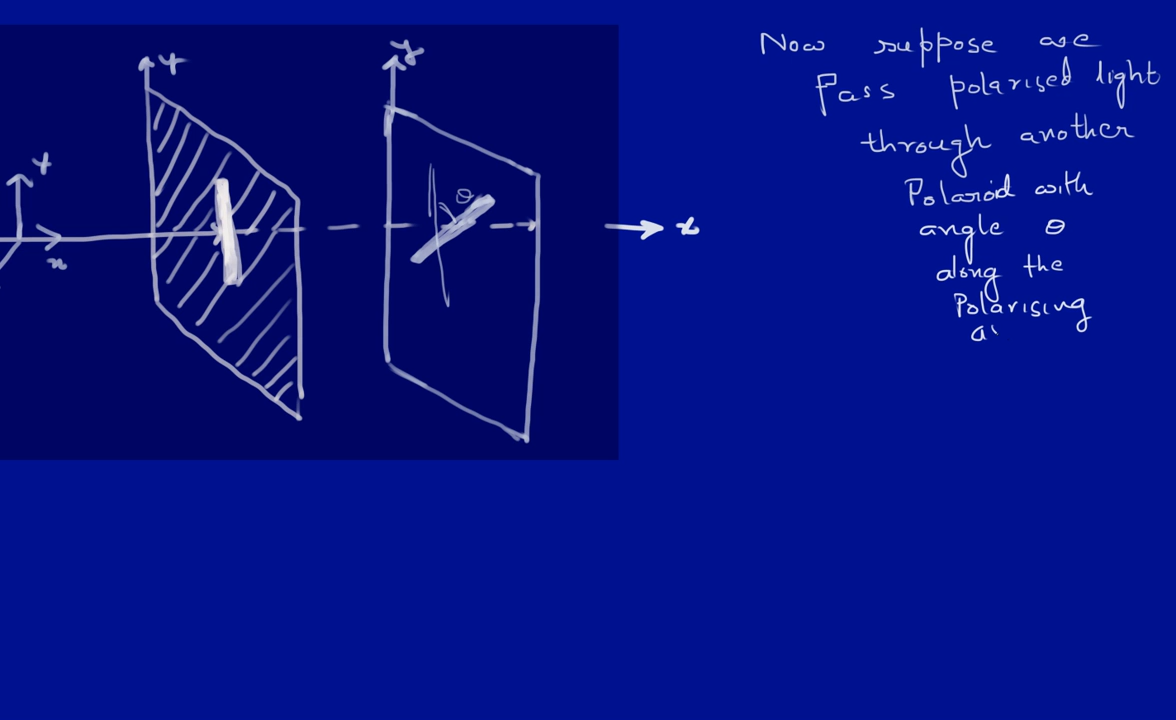 Y
y
Y
x
θ
x
Now suppose we
Pass polarised light
through another
Polaroid with
angle θ
along the
Polarising
a